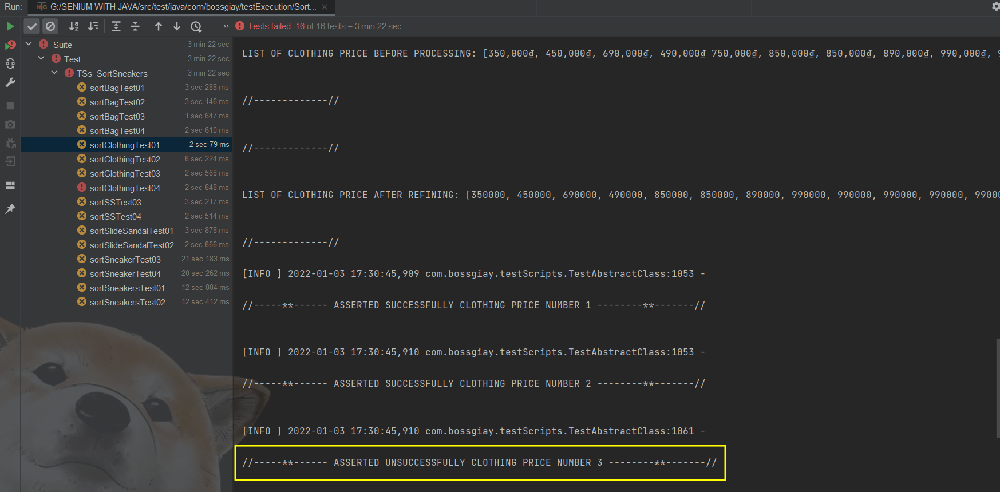 Run: NTG G:/SENIUM WITH JAVA/src/test/java/com/bossgiay/testExecution/Sort...
Tests failed: 16 of 16 tests – 3 min 22 sec
Suite 3 min 22 sec
Test 3 min 22 sec
TSs_SortSneakers 3 min 22 sec
sortBagTest01 3 sec 288 ms
sortBagTest02 3 sec 146 ms
sortBagTest03 1 sec 647 ms
sortBagTest04 2 sec 610 ms
sortClothingTest01 2 sec 79 ms
sortClothingTest02 8 sec 224 ms
sortClothingTest03 2 sec 568 ms
sortClothingTest04 2 sec 848 ms
sortSSTest03 3 sec 217 ms
sortSSTest04 2 sec 514 ms
sortSlideSandalTest01 3 sec 878 ms
sortSlideSandalTest02 2 sec 866 ms
sortSneakerTest03 21 sec 183 ms
sortSneakerTest04 20 sec 262 ms
sortSneakersTest01 12 sec 884 ms
sortSneakersTest02 12 sec 412 ms
LIST OF CLOTHING PRICE BEFORE PROCESSING: [350,000₫, 450,000₫, 690,000₫, 490,000₫ 750,000₫, 850,000₫, 850,000₫, 890,000₫, 990,000₫,
//-------------//
//-------------//
LIST OF CLOTHING PRICE AFTER REFINING: [350000, 450000, 690000, 490000, 850000, 850000, 890000, 990000, 990000, 990000, 990000, 9900
//-------------//
[INFO ] 2022-01-03 17:30:45,909 com.bossgiay.testScripts.TestAbstractClass:1053 -
//-----**------ ASSERTED SUCCESSFULLY CLOTHING PRICE NUMBER 1 --------**-------//
[INFO ] 2022-01-03 17:30:45,910 com.bossgiay.testScripts.TestAbstractClass:1053 -
//-----**------ ASSERTED SUCCESSFULLY CLOTHING PRICE NUMBER 2 --------**-------//
[INFO ] 2022-01-03 17:30:45,910 com.bossgiay.testScripts.TestAbstractClass:1061 -
//-----**------ ASSERTED UNSUCCESSFULLY CLOTHING PRICE NUMBER 3 --------**-------//